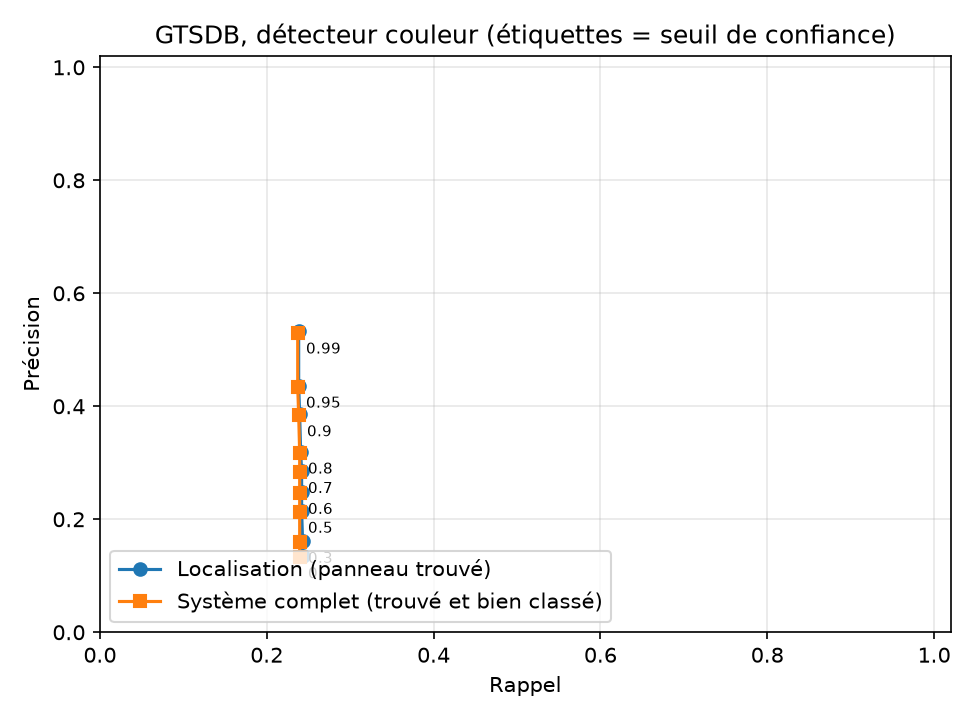 GTSDB, détecteur couleur (étiquettes = seuil de confiance)
1.0
0.8
0.6
0.4
0.2
0.0
Précision
0.99
0.95
0.9
0.8
0.7
0.6
0.5
0.3
Localisation (panneau trouvé)
Système complet (trouvé et bien classé)
0.0 0.2 0.4 0.6 0.8 1.0
Rappel